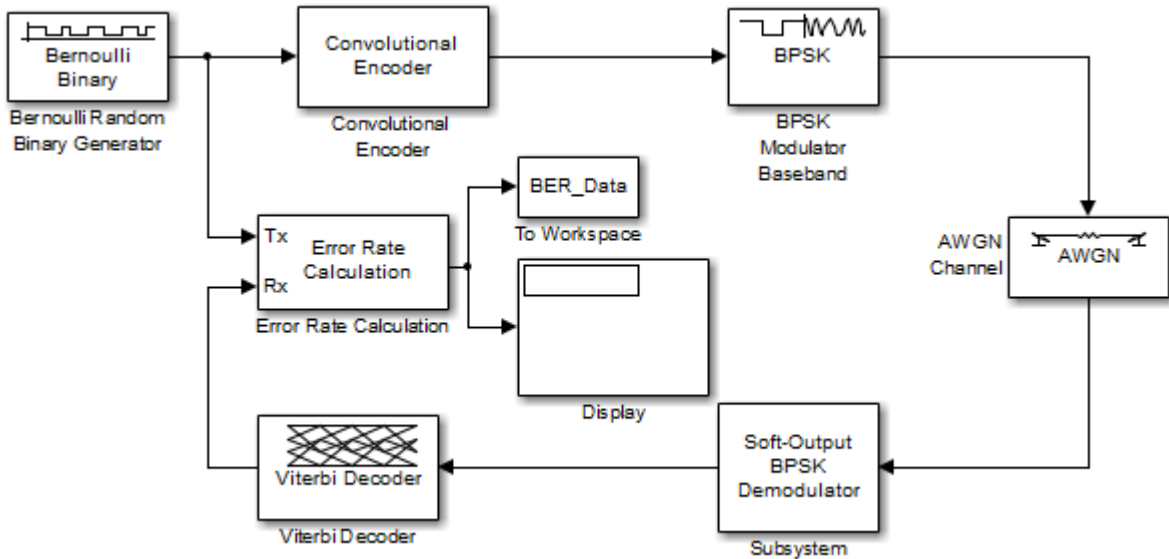 Bernoulli
Binary
Bernoulli Random
Binary Generator
Convolutional
Encoder
Convolutional
Encoder
BPSK
BPSK
Modulator
Baseband
BER_Data
To Workspace
Tx
Rx
Error Rate
Calculation
Error Rate Calculation
AWGN
Channel
AWGN
Display
Viterbi Decoder
Viterbi Decoder
Soft-Output
BPSK
Demodulator
Subsystem